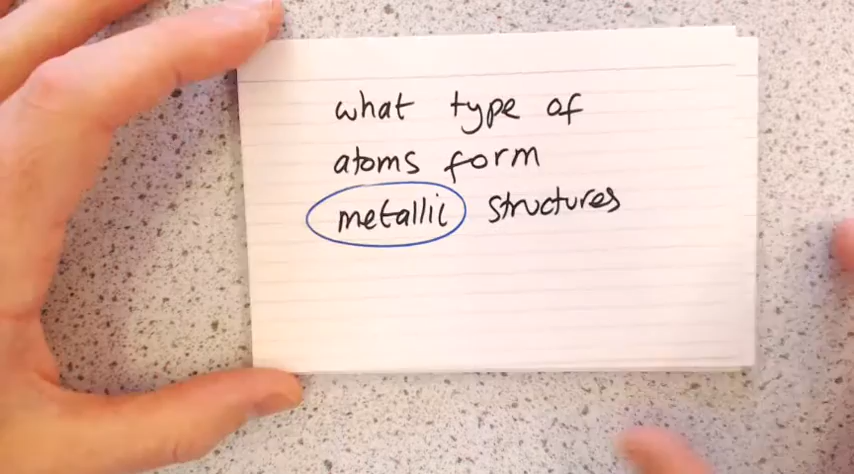 what type of
atoms form
metallic structures